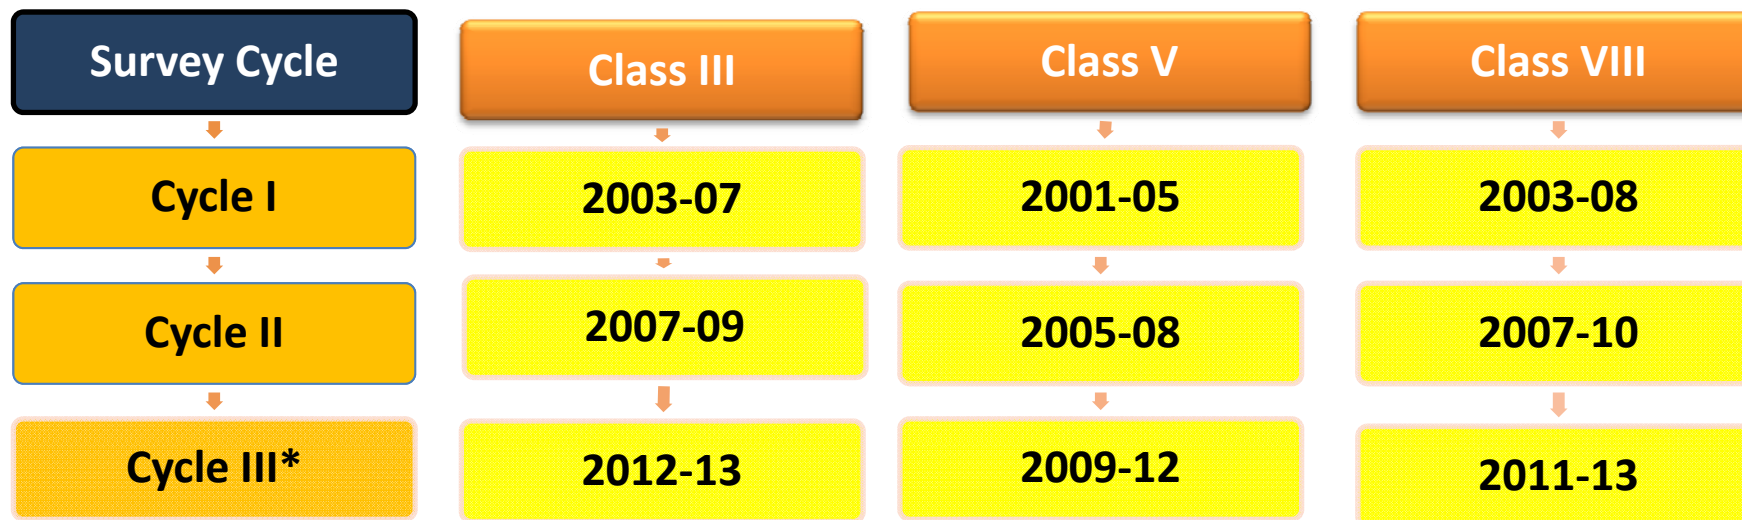 Survey Cycle Class III Class V Class VIII
Cycle I 2003-07 2001-05 2003-08
Cycle II 2007-09 2005-08 2007-10
Cycle III* 2012-13 2009-12 2011-13